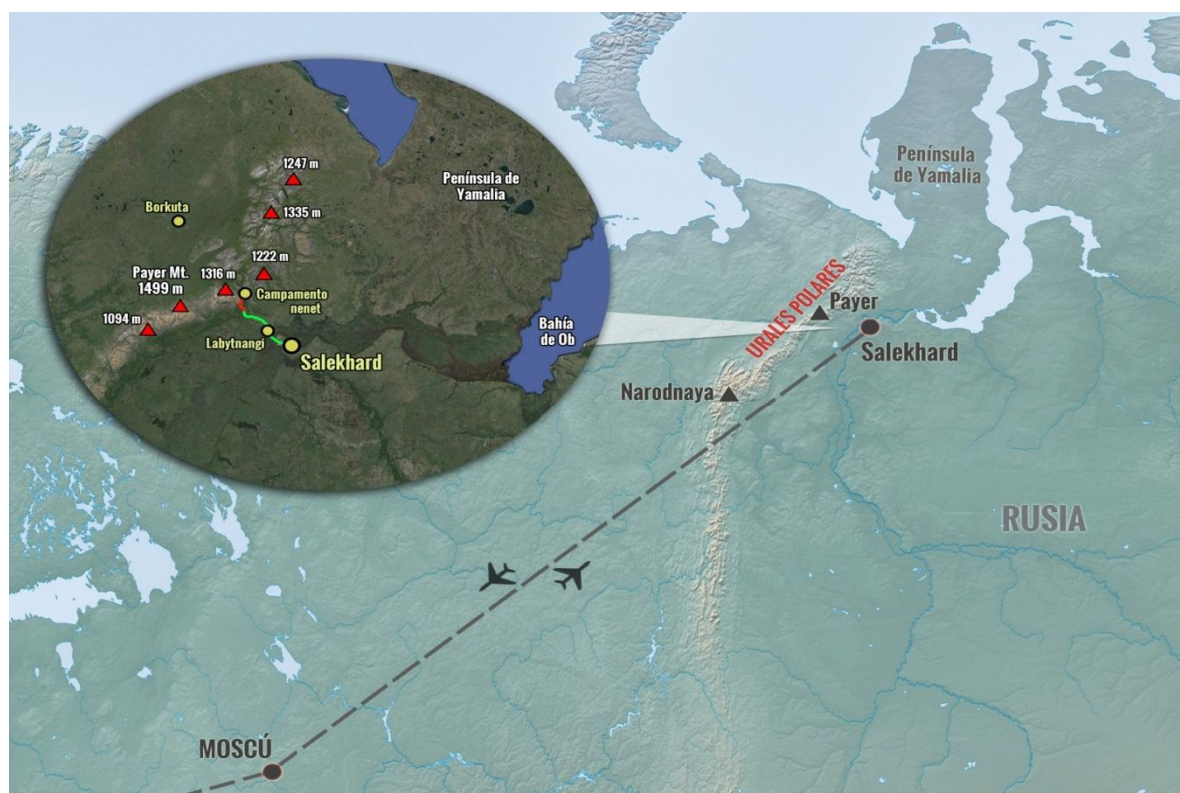 1247 m
Península de
Yamalia
Borkuta
1335 m
1222 m
Payer Mt.
1499 m
1316 m
Campamento
nenet
1094 m
Labytnangi
Salekhard
Bahía
de Ob
Península
de Yamalia
URALES POLARES
Payer
Salekhard
Narodnaya
RUSIA
MOSCÚ